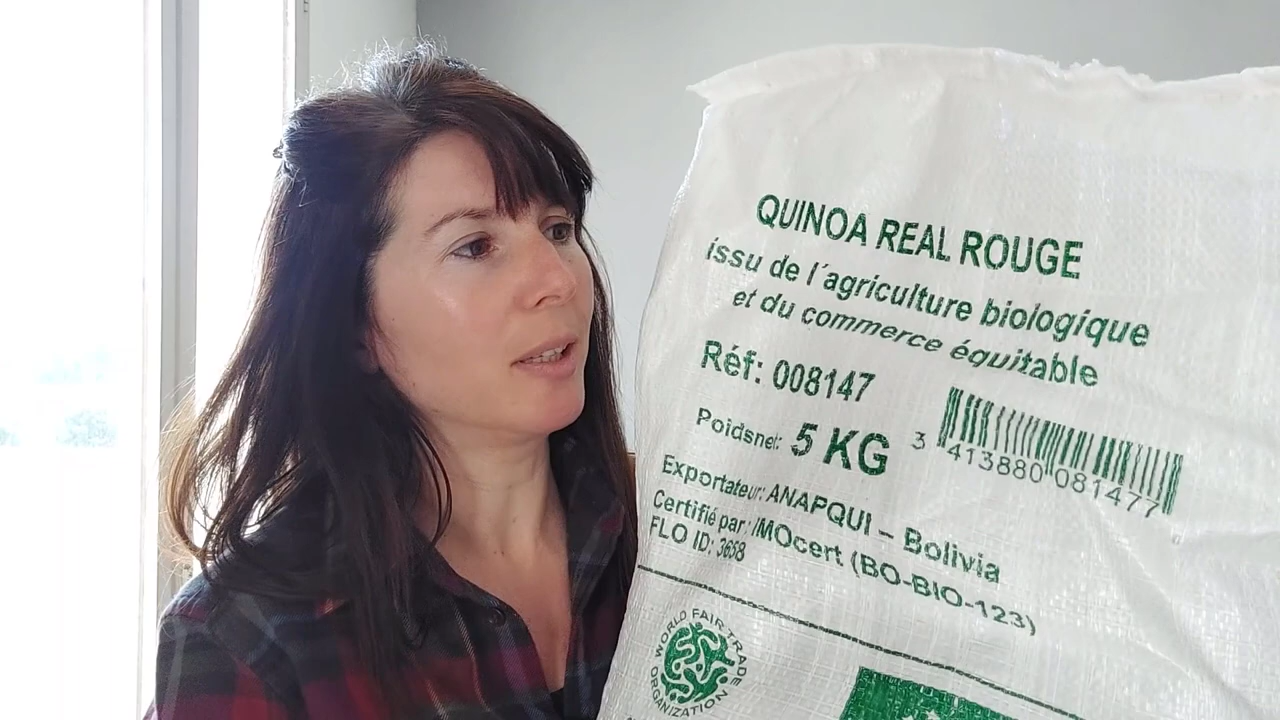 QUINOA REAL ROUGE
issu de l´agriculture biologique
et du commerce équitable
Réf: 008147
Poidsnet: 5 KG
3 413880 081477
Exportateur: ANAPQUI – Bolivia
Certifié par: IMOcert (BO-BIO-123)
FLO ID: 3658
WORLD FAIR TRADE ORGANIZATION